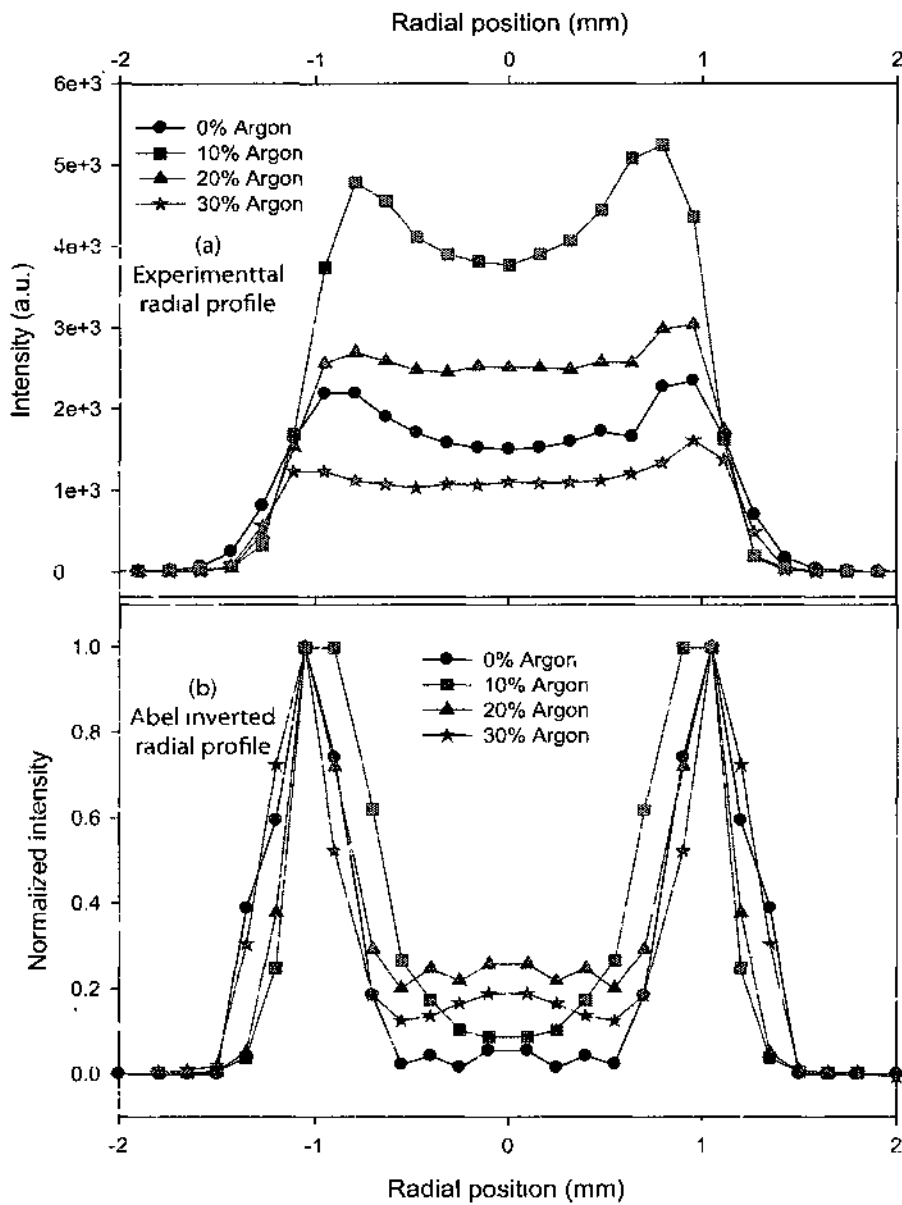 Radial position (mm)
-2 -1 0 1 2
6e+3
5e+3
4e+3
3e+3
2e+3
1e+3
0
Intensity (a.u.)
0% Argon
10% Argon
20% Argon
30% Argon
(a)
Experimenttal
radial profile
1.0
0.8
0.6
0.4
0.2
0.0
Normalized intensity
(b)
Abel inverted
radial profile
0% Argon
10% Argon
20% Argon
30% Argon
-2 -1 0 1 2
Radial position (mm)